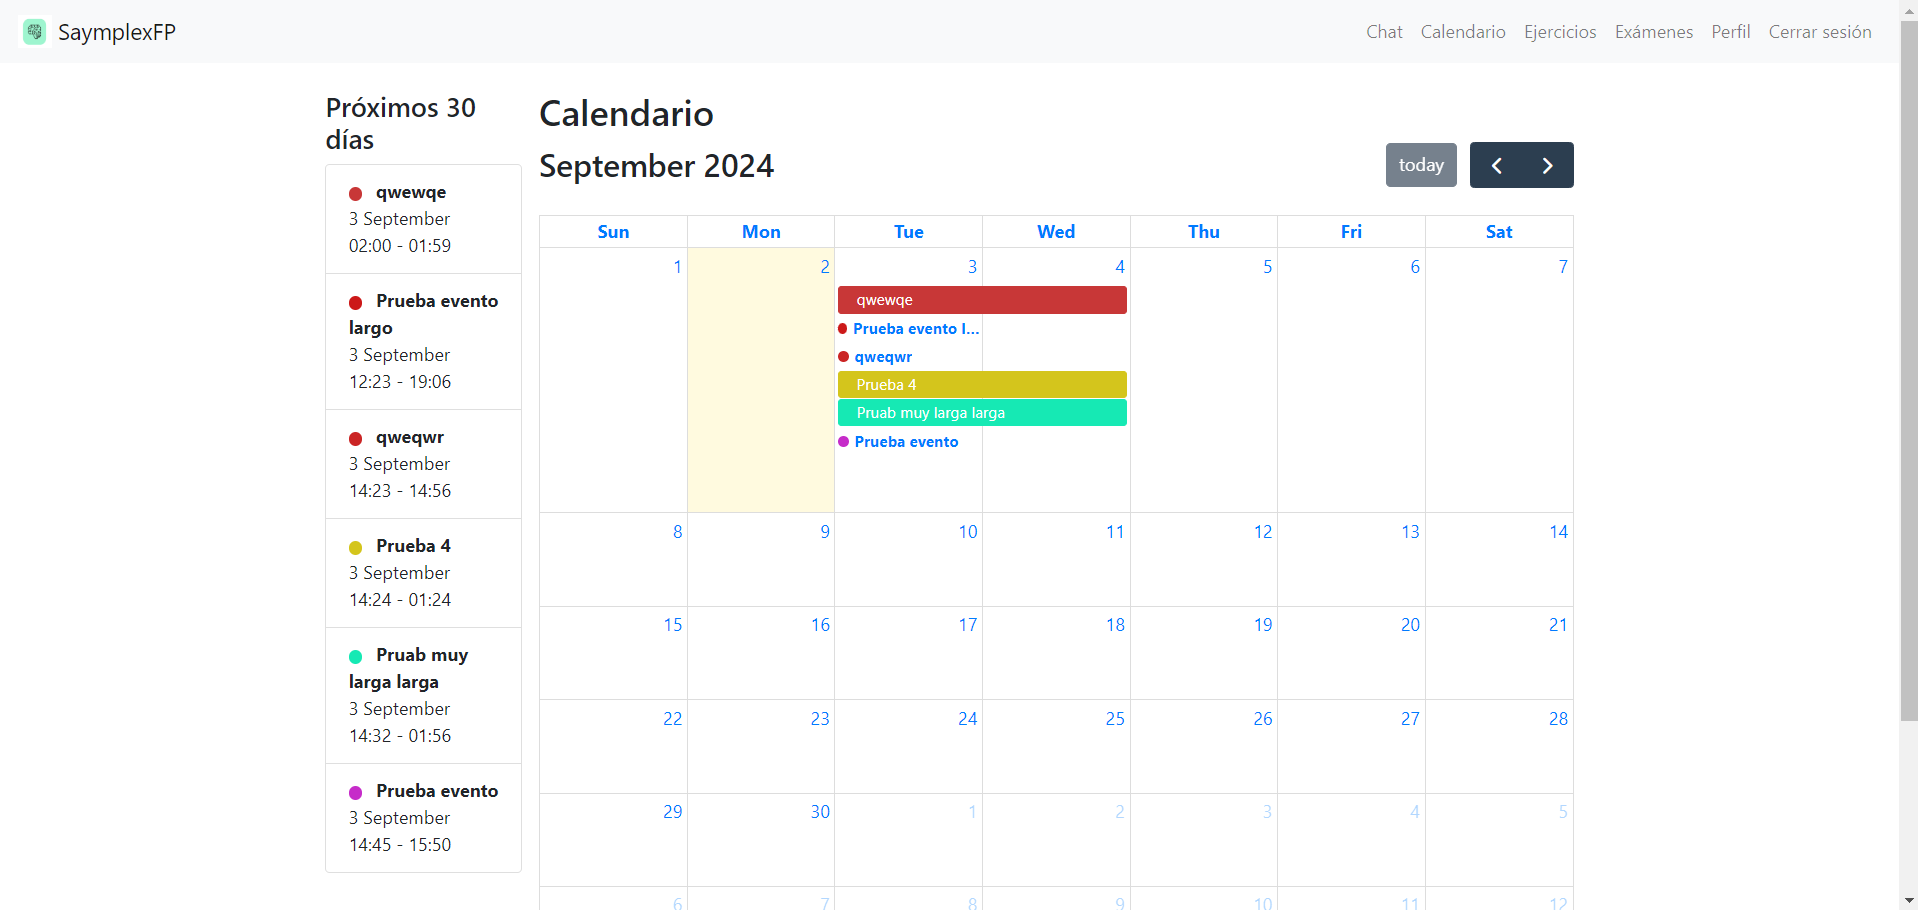 SaymplexFP
Chat Calendario Ejercicios Exámenes Perfil Cerrar sesión
Próximos 30
días
qwewqe
3 September
02:00 - 01:59
Prueba evento
largo
3 September
12:23 - 19:06
qweqwr
3 September
14:23 - 14:56
Prueba 4
3 September
14:24 - 01:24
Pruab muy
larga larga
3 September
14:32 - 01:56
Prueba evento
3 September
14:45 - 15:50
Calendario
September 2024
today
Sun Mon Tue Wed Thu Fri Sat
1 2 3 4 5 6 7
qwewqe
Prueba evento l...
qweqwr
Prueba 4
Pruab muy larga larga
Prueba evento
8 9 10 11 12 13 14
15 16 17 18 19 20 21
22 23 24 25 26 27 28
29 30 1 2 3 4 5
6 7 8 9 10 11 12